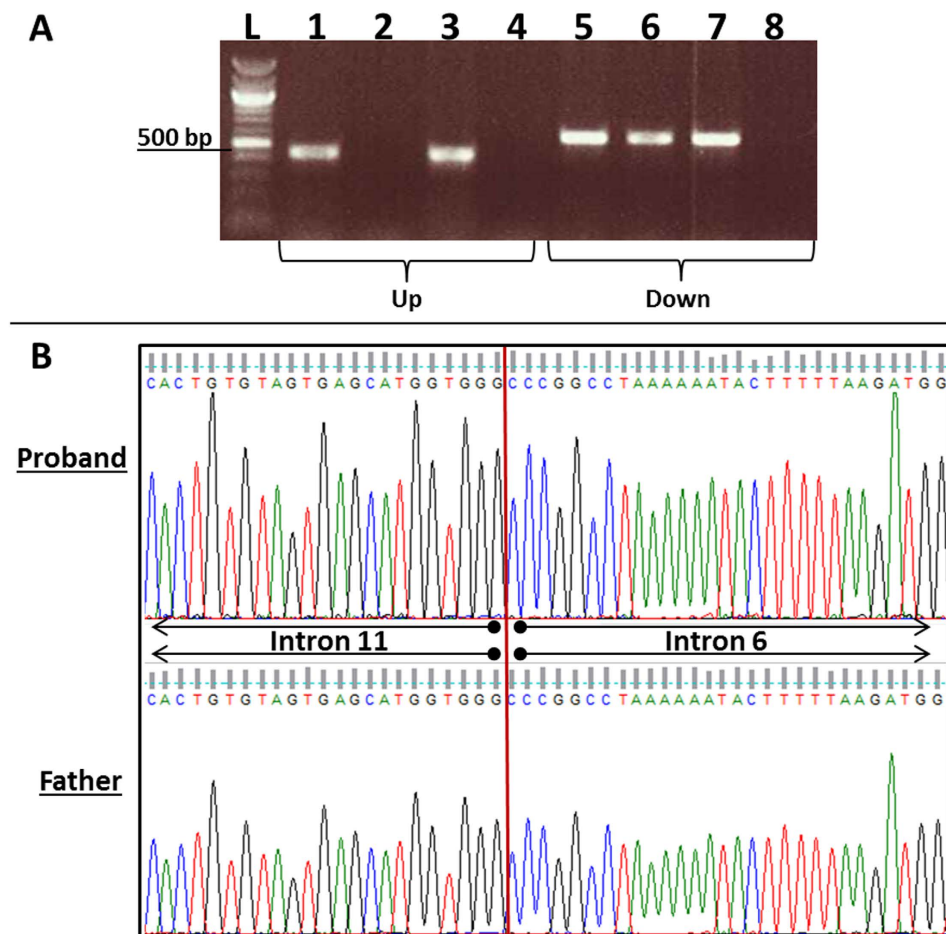 A
L 1 2 3 4 5 6 7 8
500 bp
Up Down
B
CACTGTGTAGTGAGCATGGTGGGCCCGGCCTAAAAAATACTTTTTAAGATGG
Proband
Intron 11 Intron 6
CACTGTGTAGTGAGCATGGTGGGCCCGGCCTAAAAAATACTTTTTAAGATGG
Father